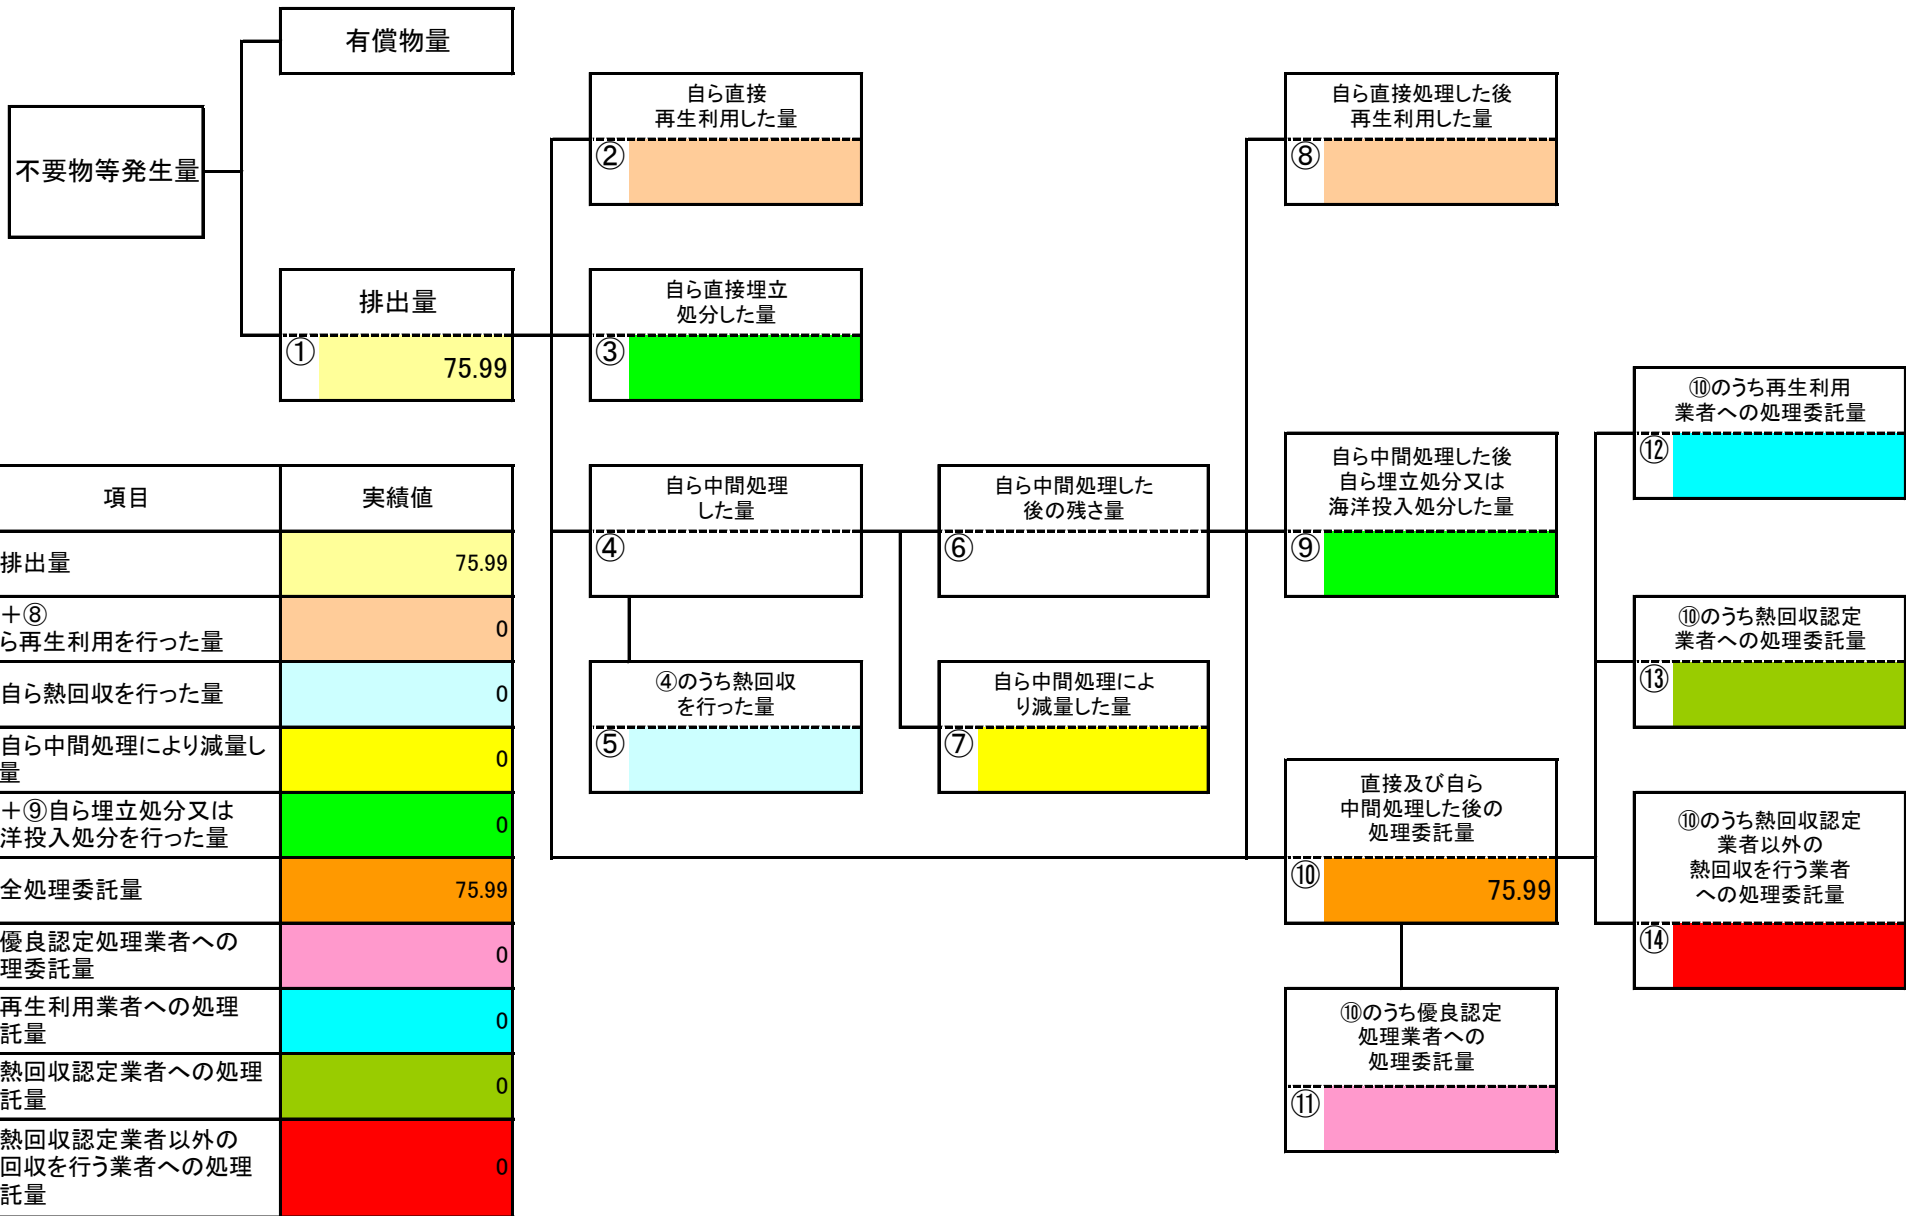 有償物量
不要物等発生量
排出量
①
75.99
自ら直接
再生利用した量
②
自ら直接埋立
処分した量
③
自ら中間処理
した量
④
④のうち熱回収
を行った量
⑤
自ら中間処理した
後の残さ量
⑥
自ら中間処理によ
り減量した量
⑦
自ら直接処理した後
再生利用した量
⑧
自ら中間処理した後
自ら埋立処分又は
海洋投入処分した量
⑨
直接及び自ら
中間処理した後の
処理委託量
⑩
75.99
⑩のうち優良認定
処理業者への
処理委託量
⑪
⑩のうち再生利用
業者への処理委託量
⑫
⑩のうち熱回収認定
業者への処理委託量
⑬
⑩のうち熱回収認定
業者以外の
熱回収を行う業者
への処理委託量
⑭
項目
実績値
排出量
75.99
+⑧
ら再生利用を行った量
0
自ら熱回収を行った量
0
自ら中間処理により減量し
量
0
+⑨自ら埋立処分又は
洋投入処分を行った量
0
全処理委託量
75.99
優良認定処理業者への
理委託量
0
再生利用業者への処理
託量
0
熱回収認定業者への処理
託量
0
熱回収認定業者以外の
回収を行う業者への処理
託量
0